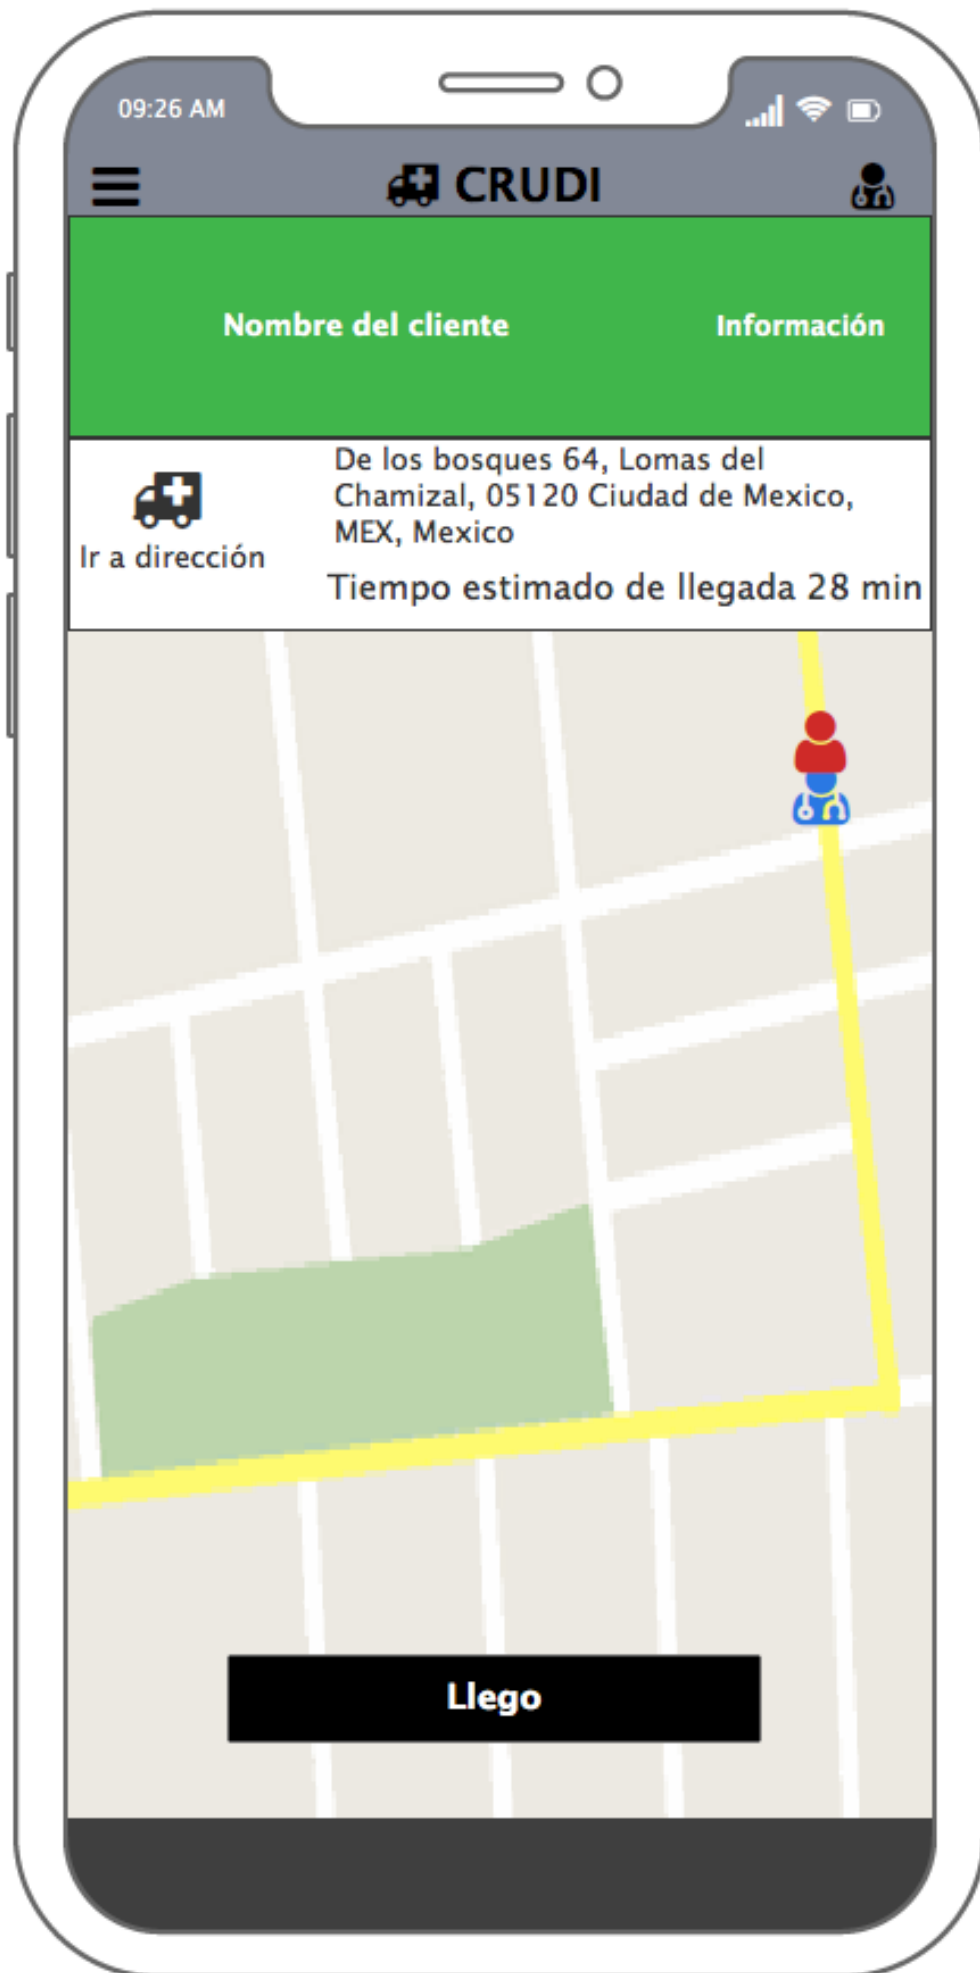 09:26 AM
CRUDI
Nombre del cliente
Información
De los bosques 64, Lomas del
Chamizal, 05120 Ciudad de Mexico,
MEX, Mexico
Ir a dirección
Tiempo estimado de llegada 28 min
Llego